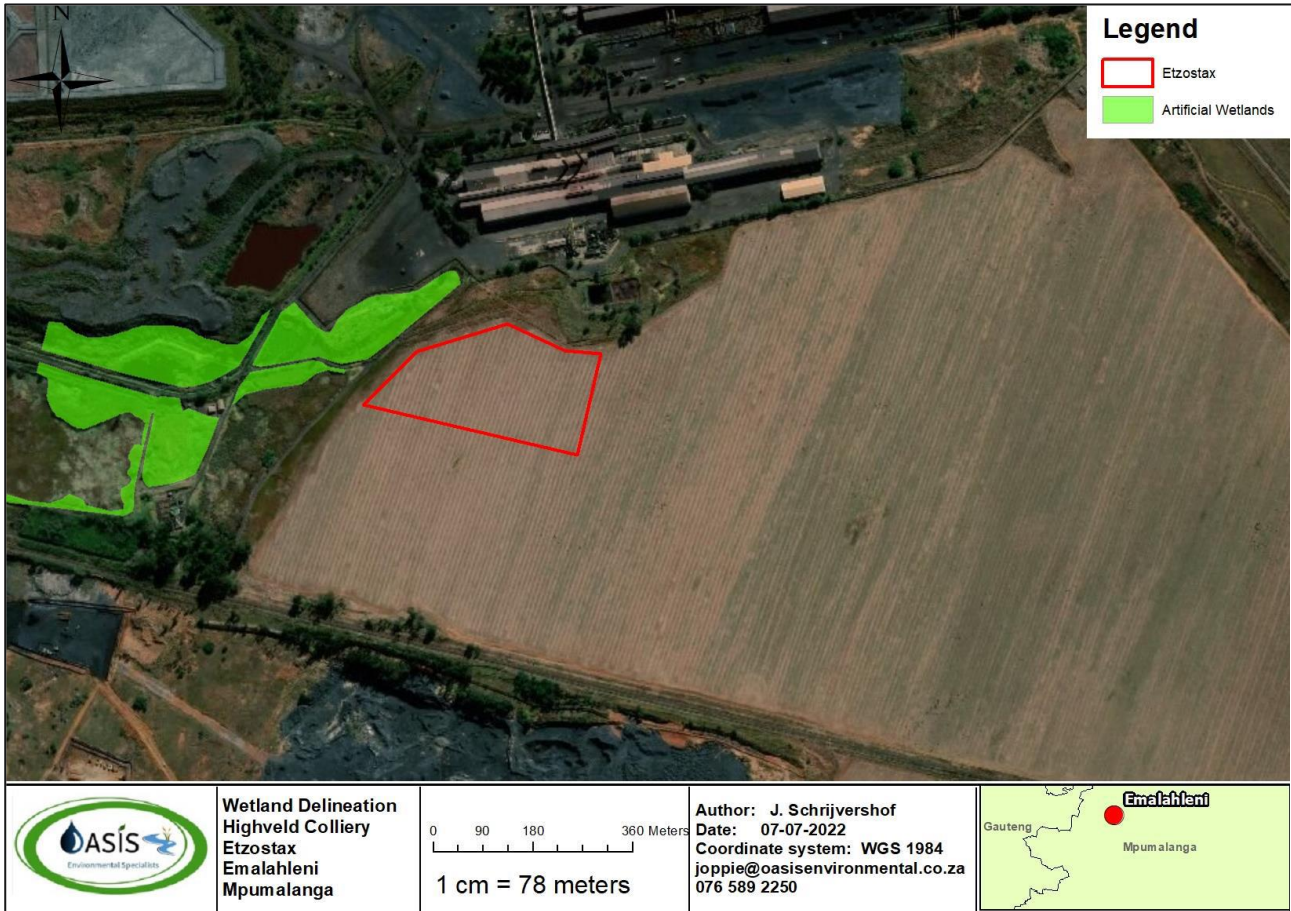 N
Legend
Etzostax
Artificial Wetlands
OASIS
Environmental Specialists
Wetland Delineation
Highveld Colliery
Etzostax
Emalahleni
Mpumalanga
0 90 180 360 Meters
1 cm = 78 meters
Author: J. Schrijvershof
Date: 07-07-2022
Coordinate system: WGS 1984
joppie@oasisenvironmental.co.za
076 589 2250
Emalahleni
Gauteng
Mpumalanga